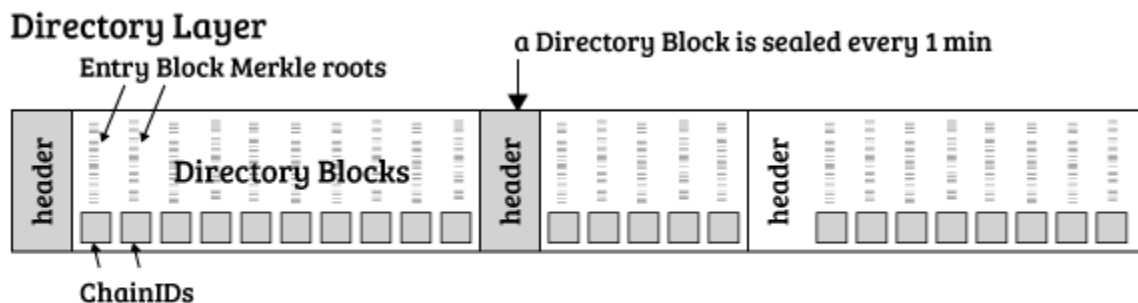 Directory Layer
a Directory Block is sealed every 1 min
Entry Block Merkle roots
header
Directory Blocks
header
header
ChainIDs